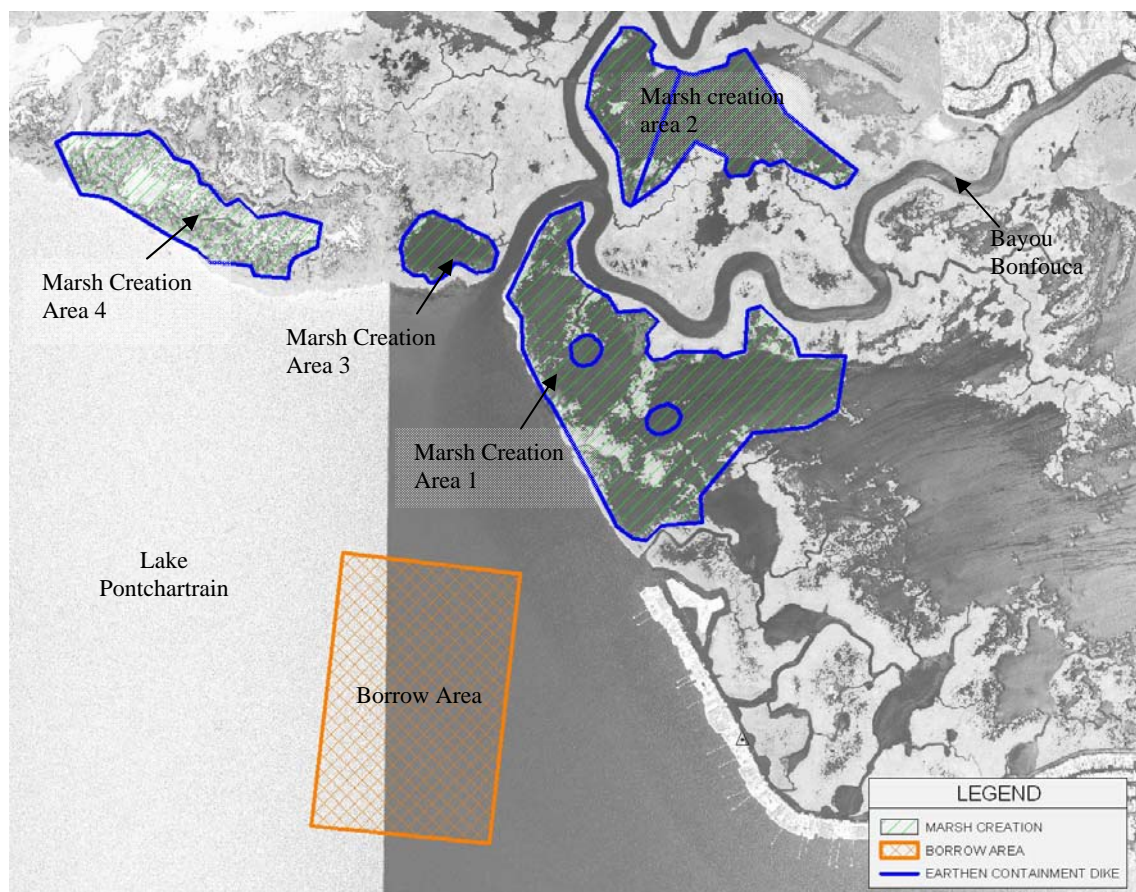 Marsh creation
area 2
Bayou
Bonfouca
Marsh Creation
Area 4
Marsh Creation
Area 3
Marsh Creation
Area 1
Lake
Pontchartrain
Borrow Area
LEGEND
MARSH CREATION
BORROW AREA
EARTHEN CONTAINMENT DIKE